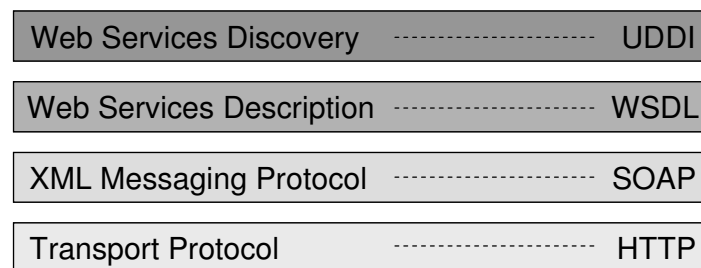 Web Services Discovery UDDI
Web Services Description WSDL
XML Messaging Protocol SOAP
Transport Protocol HTTP